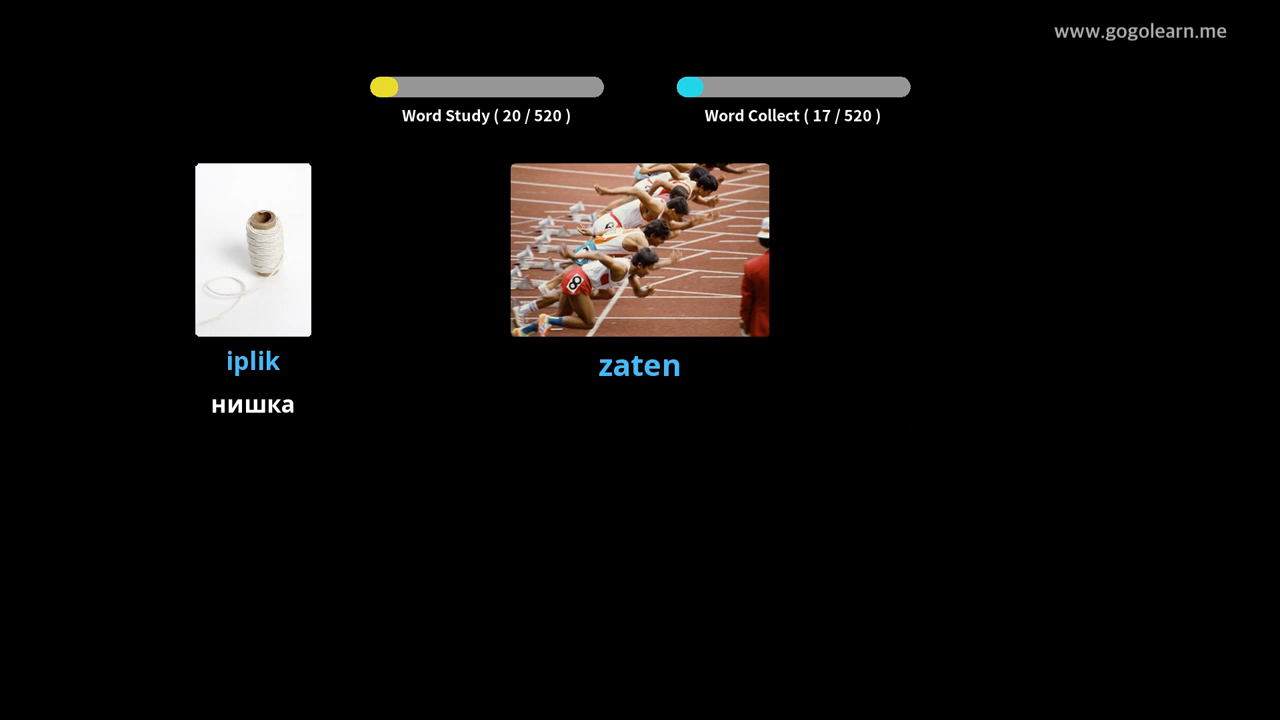 www.gogolearn.me
Word Study ( 20 / 520 )
Word Collect ( 17 / 520 )
iplik
нишка
zaten